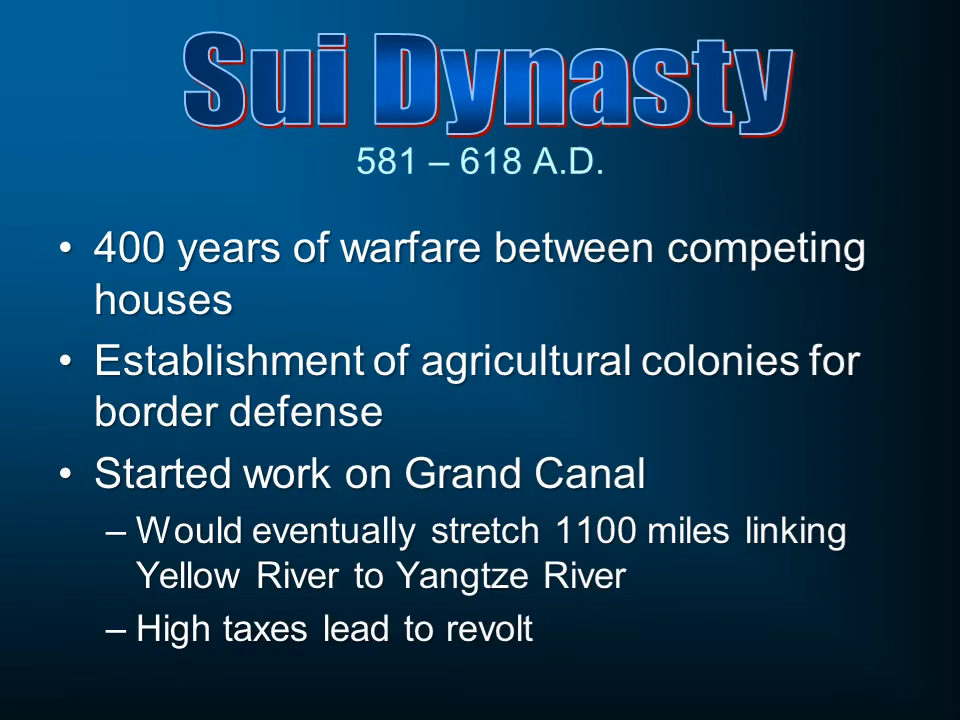 Sui Dynasty
581 – 618 A.D.
• 400 years of warfare between competing
houses
• Establishment of agricultural colonies for
border defense
• Started work on Grand Canal
– Would eventually stretch 1100 miles linking
Yellow River to Yangtze River
– High taxes lead to revolt